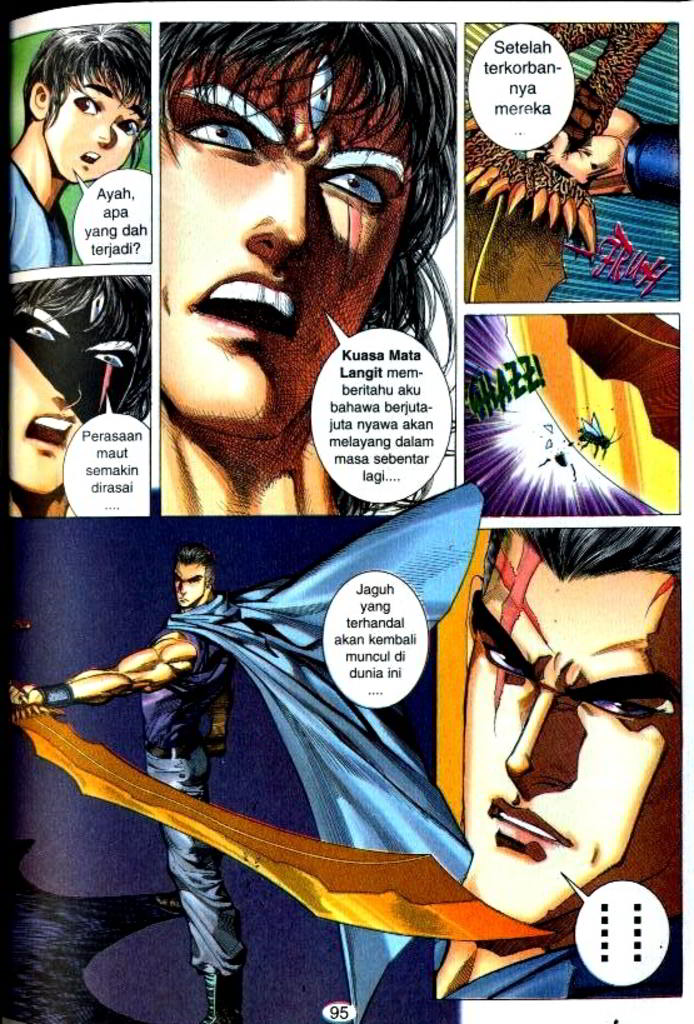 Ayah,
apa
yang dah
terjadi?
Perasaan
maut
semakin
dirasai
....
Kuasa Mata
Langit mem-
beritahu aku
bahawa berjuta-
juta nyawa akan
melayang dalam
masa sebentar
lagi....
Setelah
terkorban-
nya
mereka
...
Jaguh
yang
terhandal
akan kembali
muncul di
dunia ini
....
95